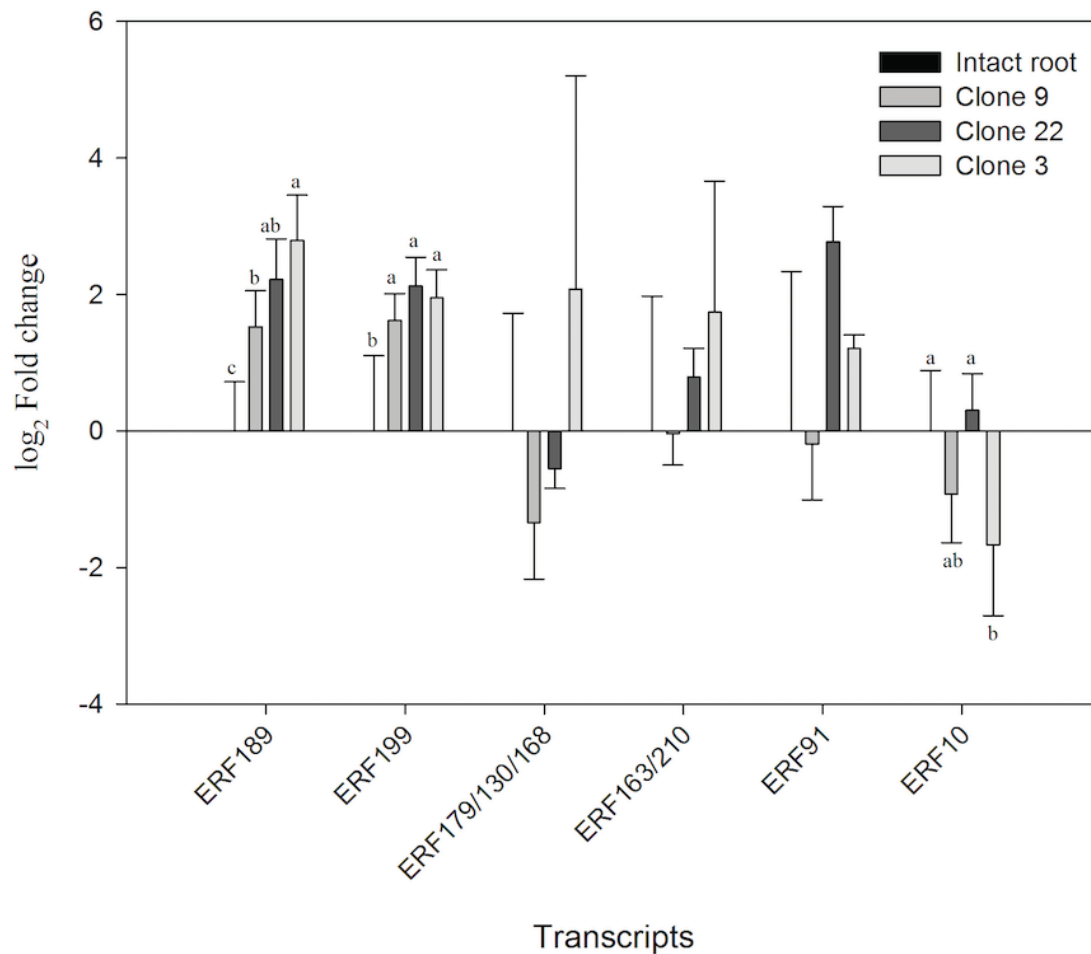 6
4
2
0
-2
-4
log2 Fold change
Intact root
Clone 9
Clone 22
Clone 3
c
b
ab
a
b
a
a
a
a
ab
a
b
ERF189
ERF199
ERF179/130/168
ERF163/210
ERF91
ERF10
Transcripts